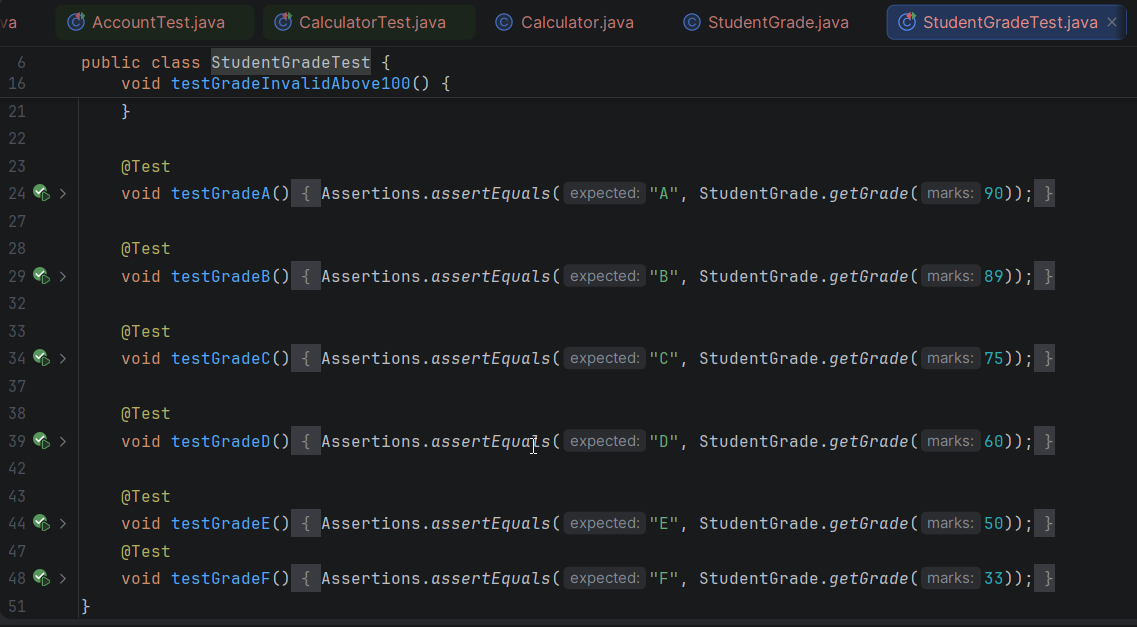 va AccountTest.java CalculatorTest.java Calculator.java StudentGrade.java StudentGradeTest.java ×
6 public class StudentGradeTest {
16 void testGradeInvalidAbove100() {
21 }
22
23 @Test
24 void testGradeA() { Assertions.assertEquals( expected: "A", StudentGrade.getGrade( marks: 90)); }
27
28 @Test
29 void testGradeB() { Assertions.assertEquals( expected: "B", StudentGrade.getGrade( marks: 89)); }
32
33 @Test
34 void testGradeC() { Assertions.assertEquals( expected: "C", StudentGrade.getGrade( marks: 75)); }
37
38 @Test
39 void testGradeD() { Assertions.assertEquals( expected: "D", StudentGrade.getGrade( marks: 60)); }
42
43 @Test
44 void testGradeE() { Assertions.assertEquals( expected: "E", StudentGrade.getGrade( marks: 50)); }
47 @Test
48 void testGradeF() { Assertions.assertEquals( expected: "F", StudentGrade.getGrade( marks: 33)); }
51 }